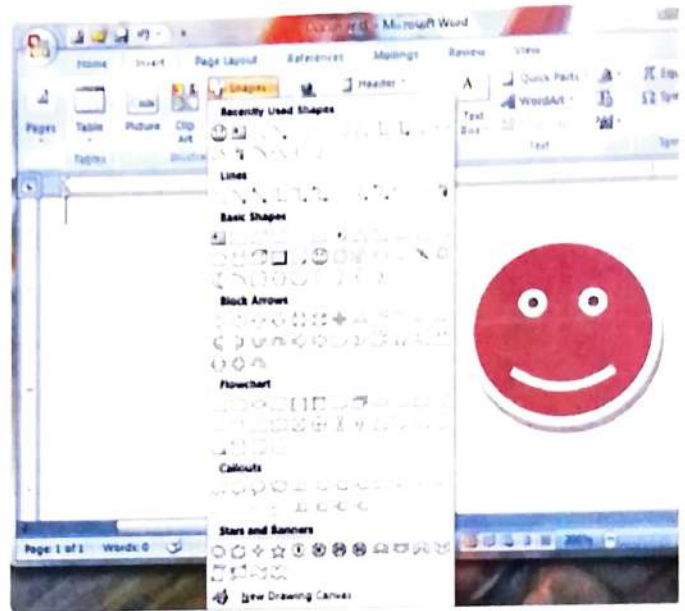 Microsoft Word
Home Insert Page Layout References Mailings Review View
Shapes Header Quick Parts
WordArt
Pages Table Picture Clip Art Text Box
Tables Text
Recently Used Shapes
Lines
Basic Shapes
Block Arrows
Flowchart
Callouts
Stars and Banners
New Drawing Canvas
Page: 1 of 1 Words: 0 200%